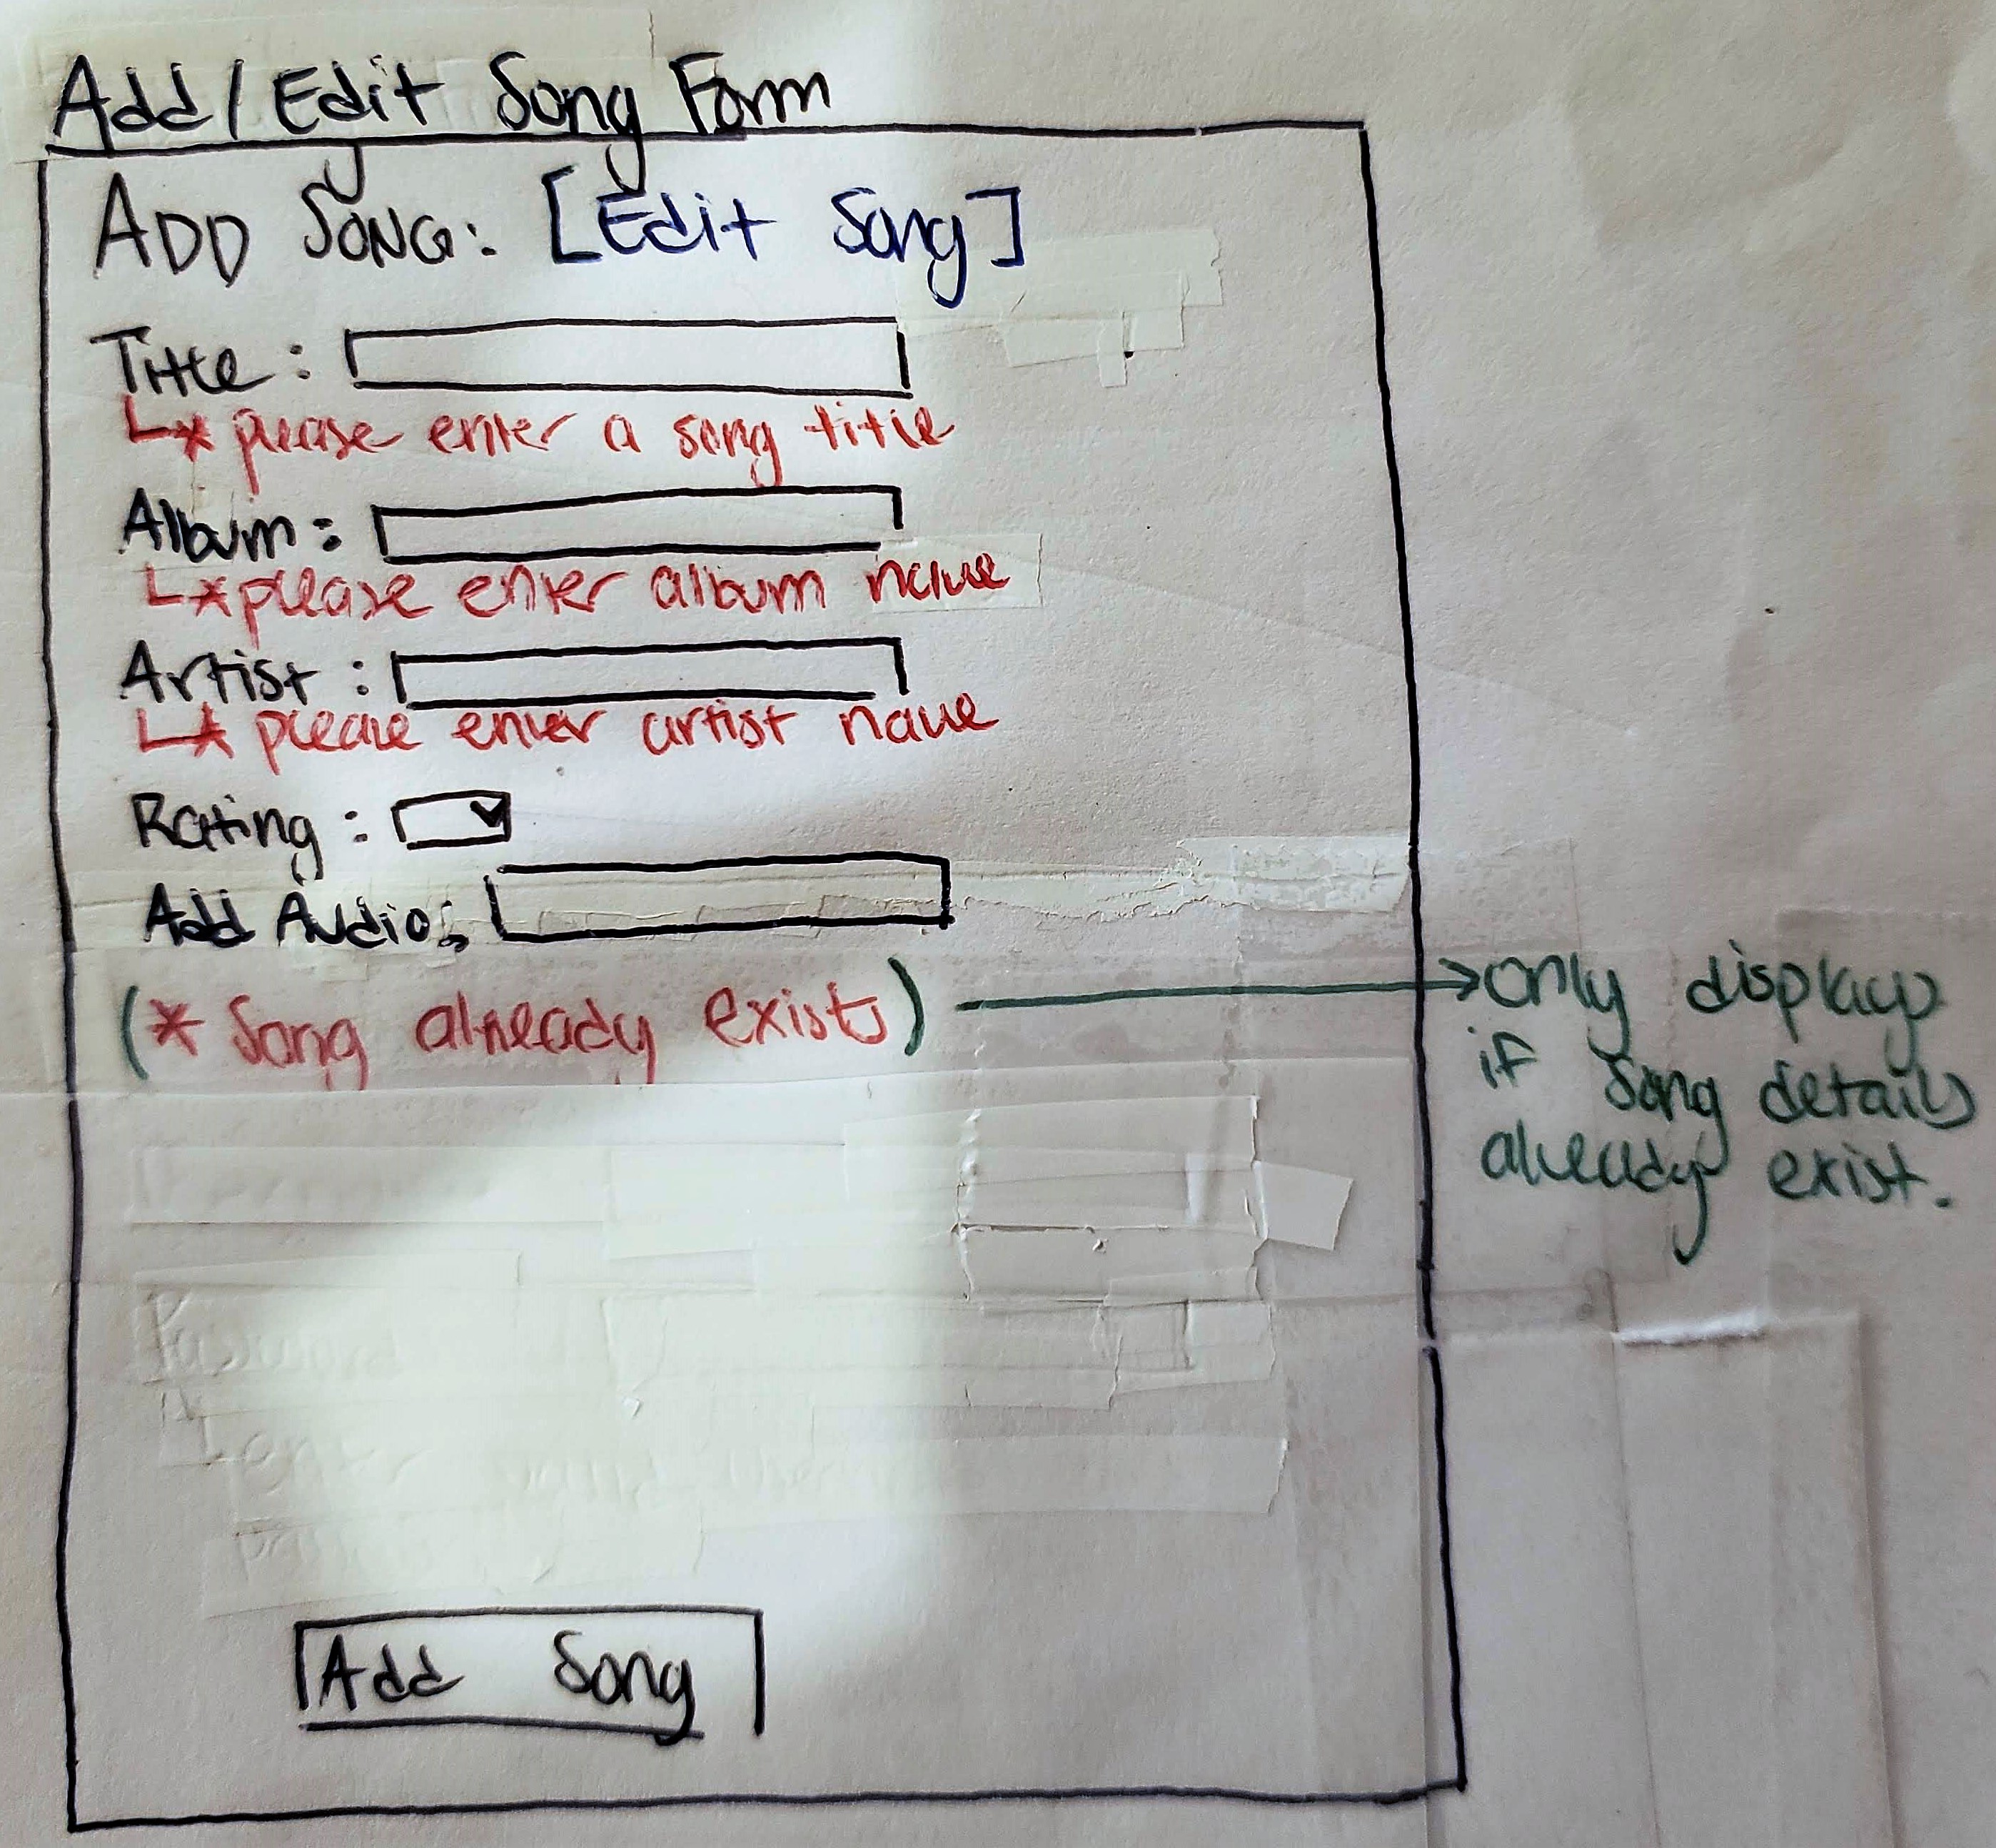 Add/Edit Song Form
ADD SONG: [Edit Song]
Title:
* please enter a song title
Album:
* please enter album name
Artist:
* please enter artist name
Rating:
Add Audio:
(* Song already exists)
only displays
if song details
already exist.
Add Song